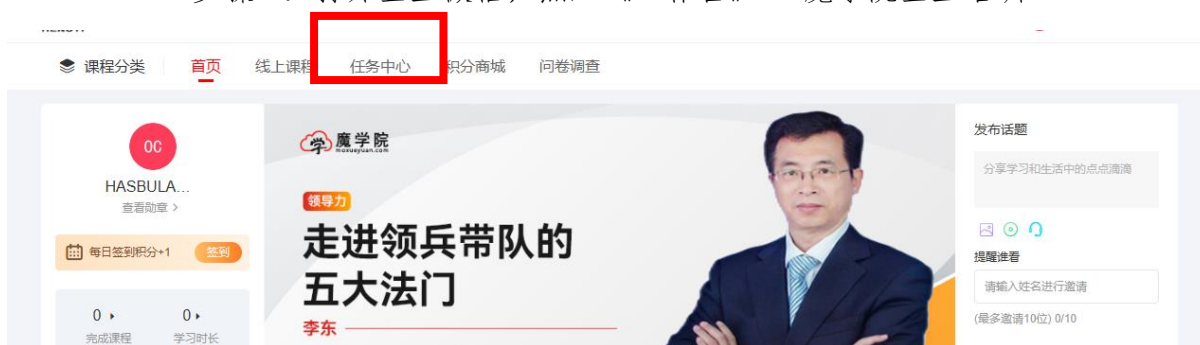 课程分类 首页 线上课程 任务中心 积分商城 问卷调查
OC
HASBULA...
查看勋章 >
每日签到积分+1 签到
0 0
完成课程 学习时长
魔学院
moxueyuan.com
领导力
走进领兵带队的
五大法门
李东
发布话题
分享学习和生活中的点点滴滴
提醒谁看
请输入姓名进行邀请
(最多邀请10位) 0/10